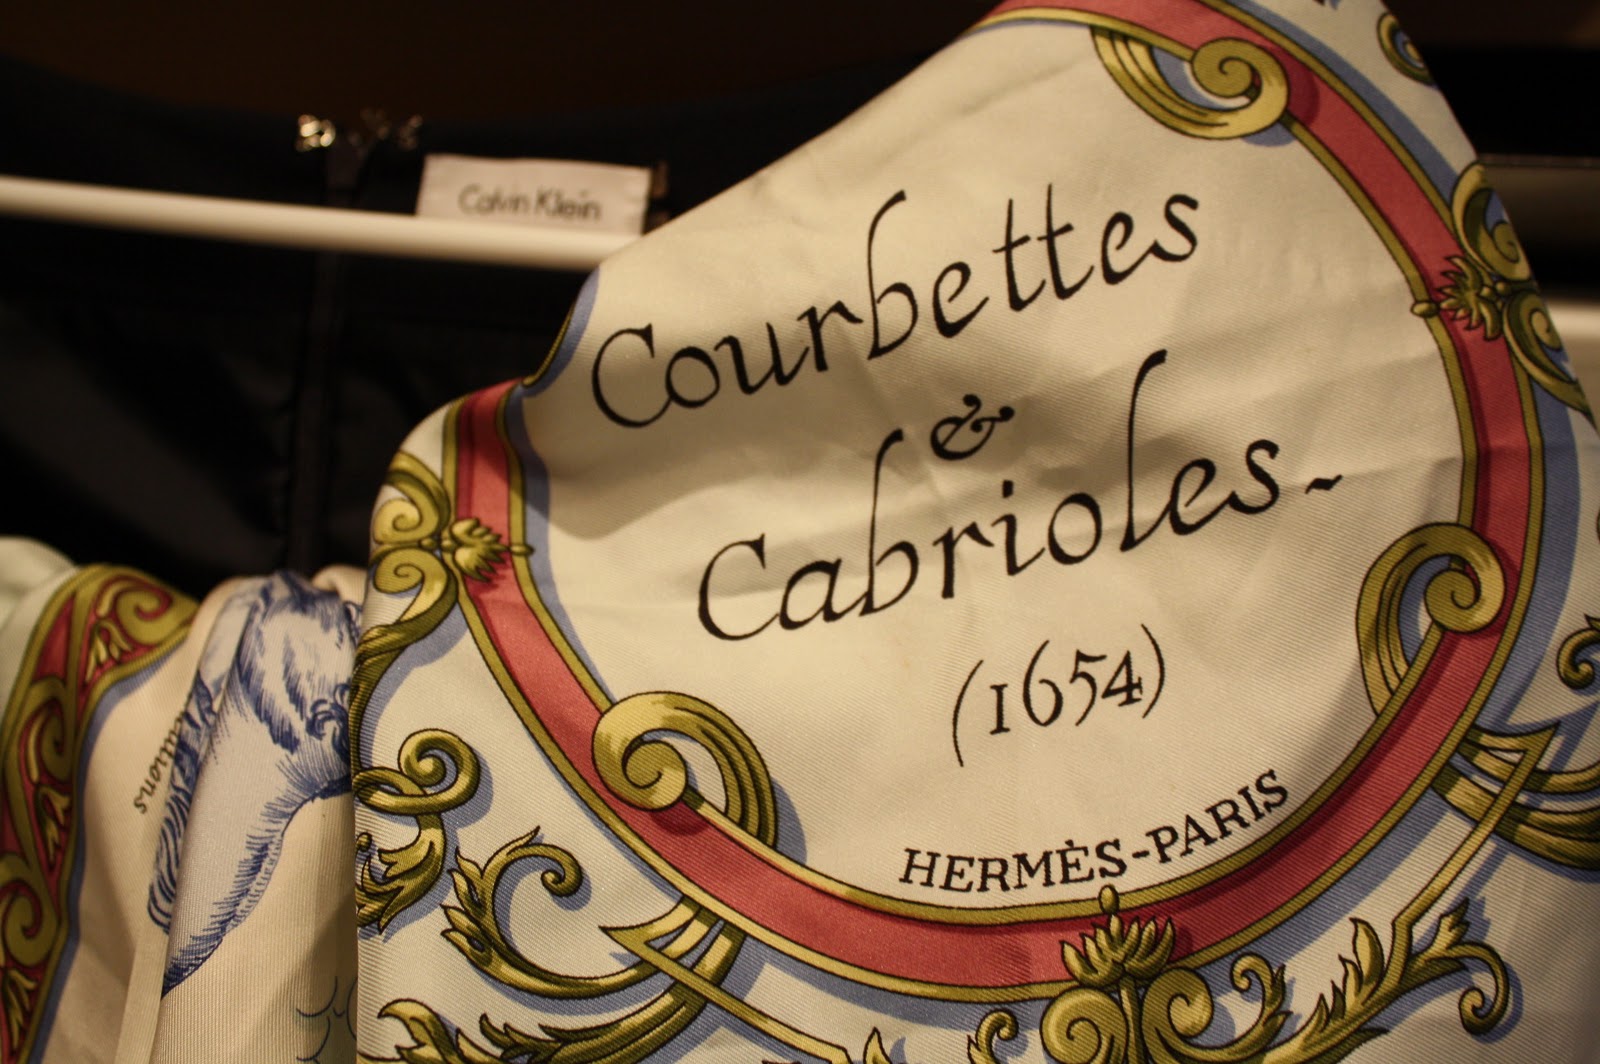 Calvin Klein
Courbettes
&
Cabrioles~
(1654)
HERMÈS-PARIS